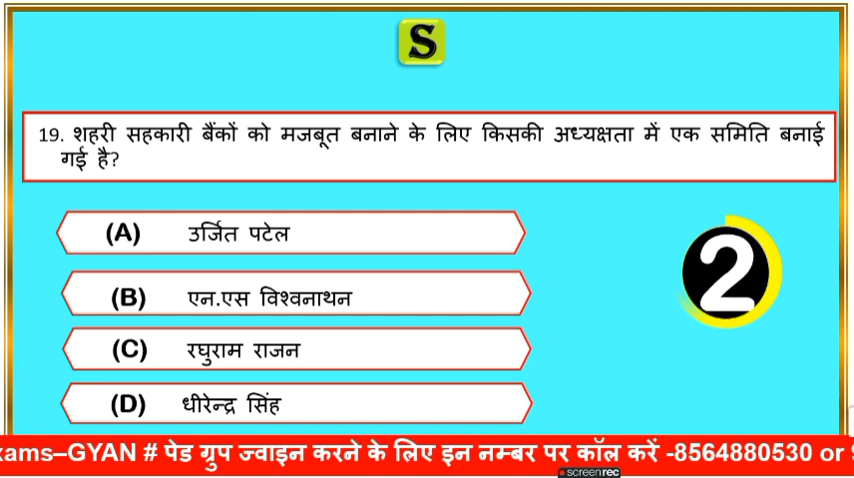 S
19. शहरी सहकारी बैंकों को मजबूत बनाने के लिए किसकी अध्यक्षता में एक समिति बनाई
गई है?
(A) उर्जित पटेल
(B) एन.एस विश्वनाथन
2
(C) रघुराम राजन
(D) धीरेन्द्र सिंह
xams–GYAN # पेड ग्रुप ज्वाइन करने के लिए इन नम्बर पर कॉल करें -8564880530 or 9
screenrec